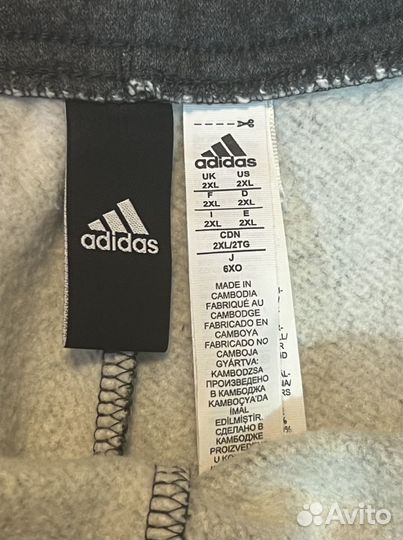 adidas
adidas
UK US
2XL 2XL
F D
2XL 2XL
I E
2XL 2XL
CDN
2XL/2TG
J
6XO
MADE IN
CAMBODIA
FABRIQUÉ AU
CAMBODGE
FABRICADO EN
CAMBOYA
FABRICADO NO
CAMBOJA
GYÁRTVA:
KAMBODZSA
ПРОИЗВЕДЕНО
В КАМБОДЖА
KAMBOÇYA'DA
İMAL
EDİLMİŞTİR.
СДЕЛАНО В
КАМБОДЖЕ
PROIZVEDEN
Avito